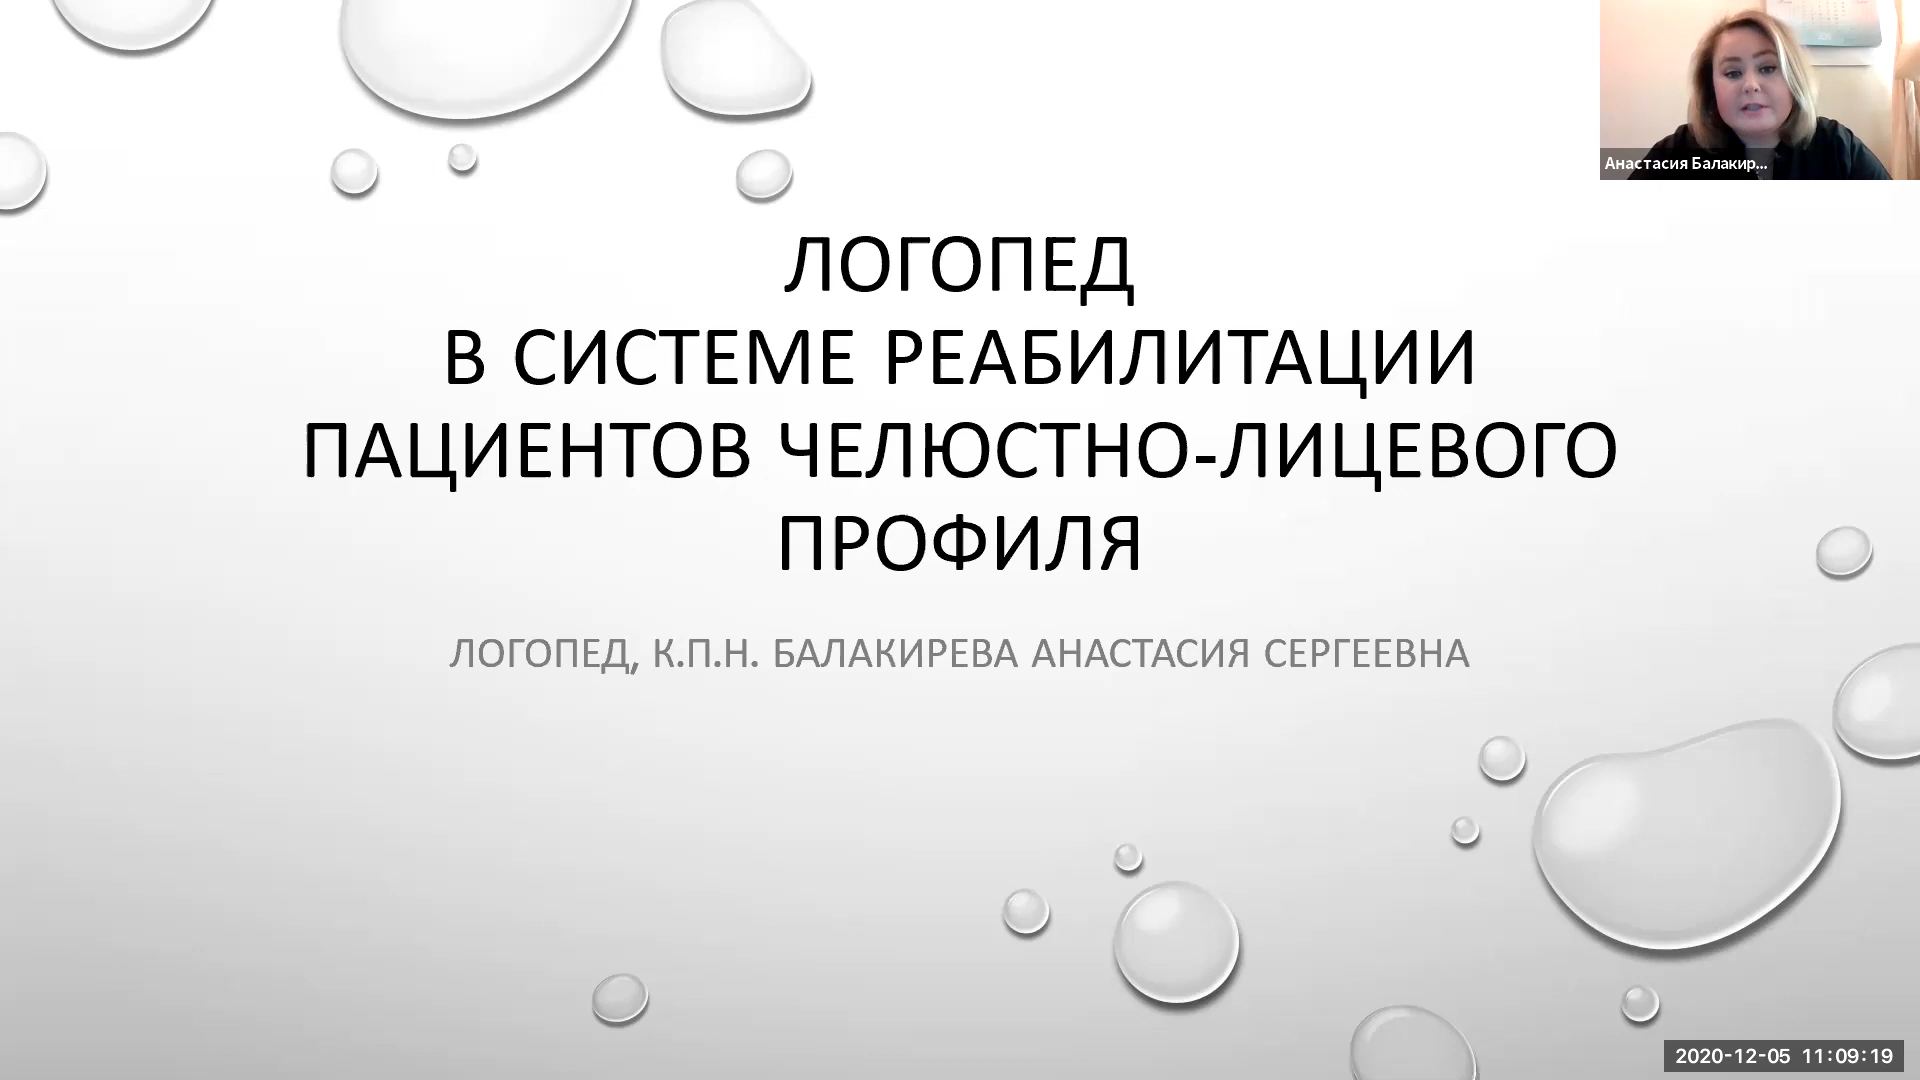 Анастасия Балакир...
ЛОГОПЕД
В СИСТЕМЕ РЕАБИЛИТАЦИИ
ПАЦИЕНТОВ ЧЕЛЮСТНО-ЛИЦЕВОГО
ПРОФИЛЯ
ЛОГОПЕД, К.П.Н. БАЛАКИРЕВА АНАСТАСИЯ СЕРГЕЕВНА
2020-12-05 11:09:19